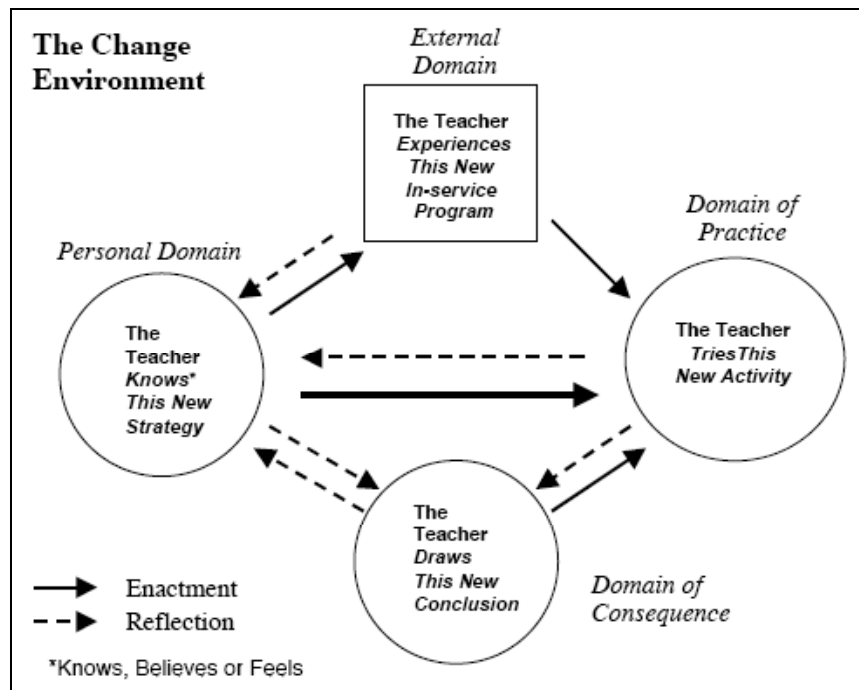 The Change
Environment
External
Domain
The Teacher
Experiences
This New
In-service
Program
Domain of
Practice
Personal Domain
The
Teacher
Knows*
This New
Strategy
The Teacher
TriesThis
New Activity
The
Teacher
Draws
This New
Conclusion
Domain of
Consequence
Enactment
Reflection
*Knows, Believes or Feels